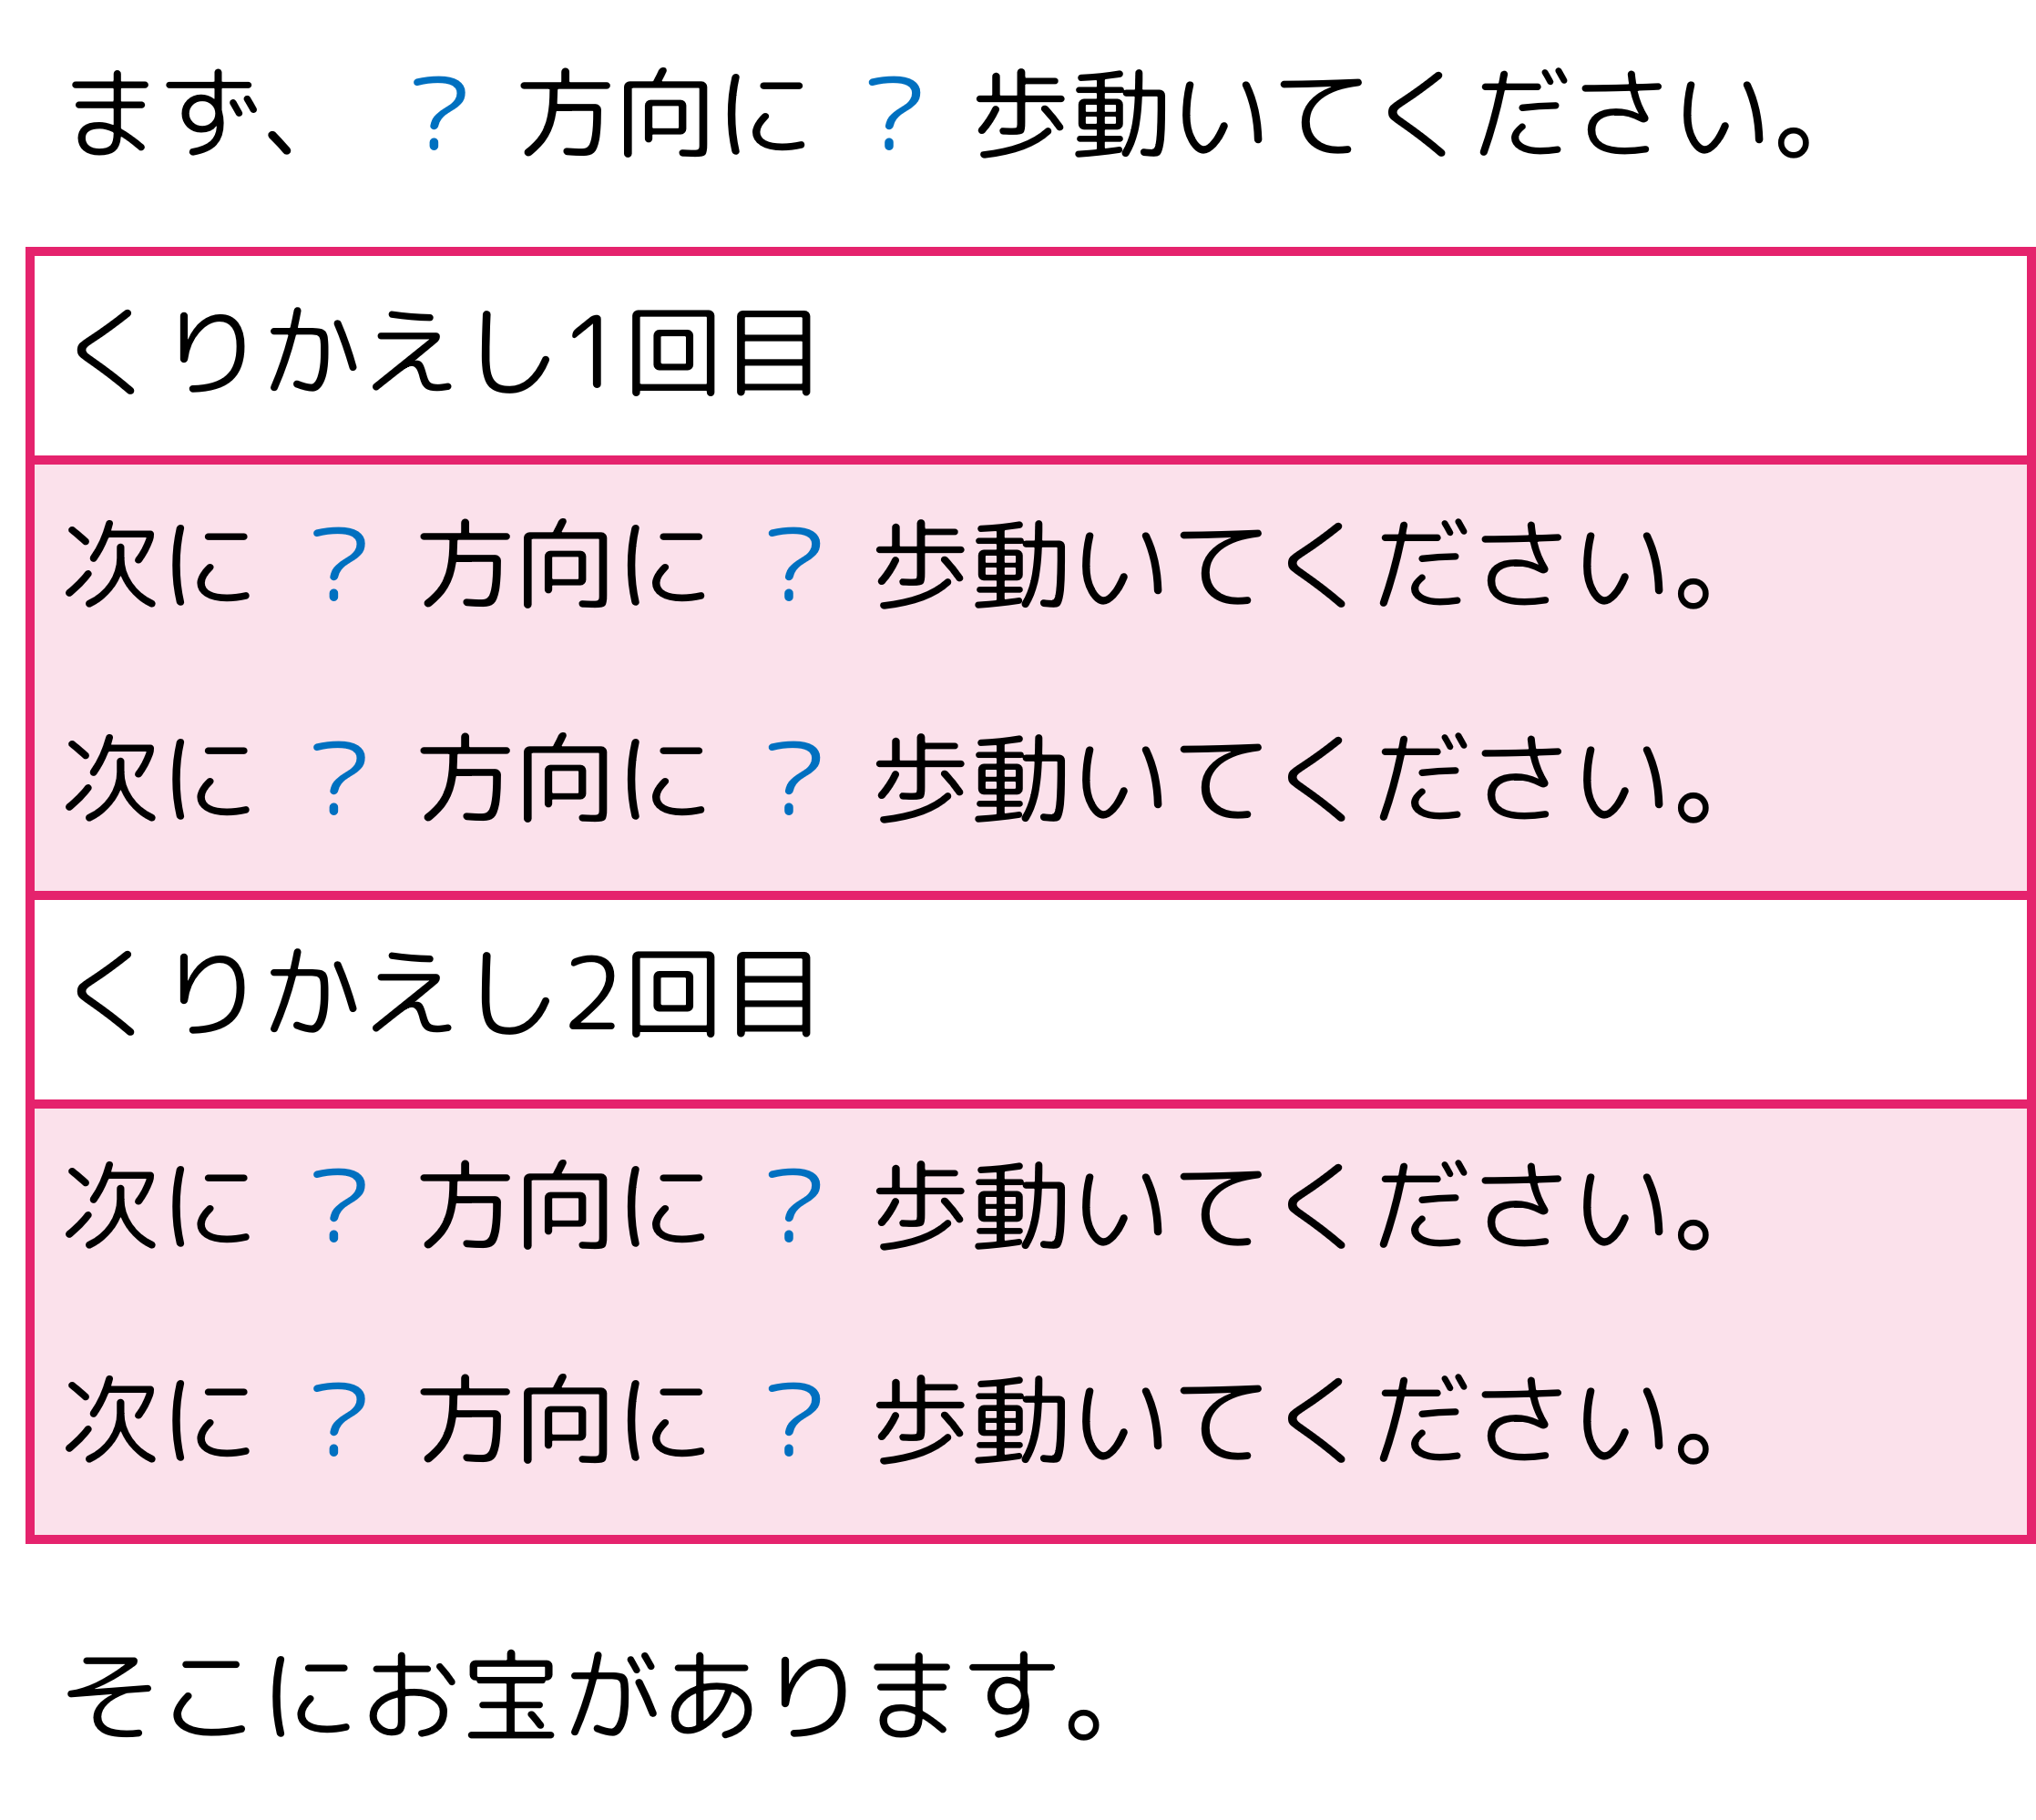 まず、 ? 方向に ? 歩動いてください。
くりかえし1回目
次に ? 方向に ? 歩動いてください。
次に ? 方向に ? 歩動いてください。
くりかえし2回目
次に ? 方向に ? 歩動いてください。
次に ? 方向に ? 歩動いてください。
そこにお宝があります。